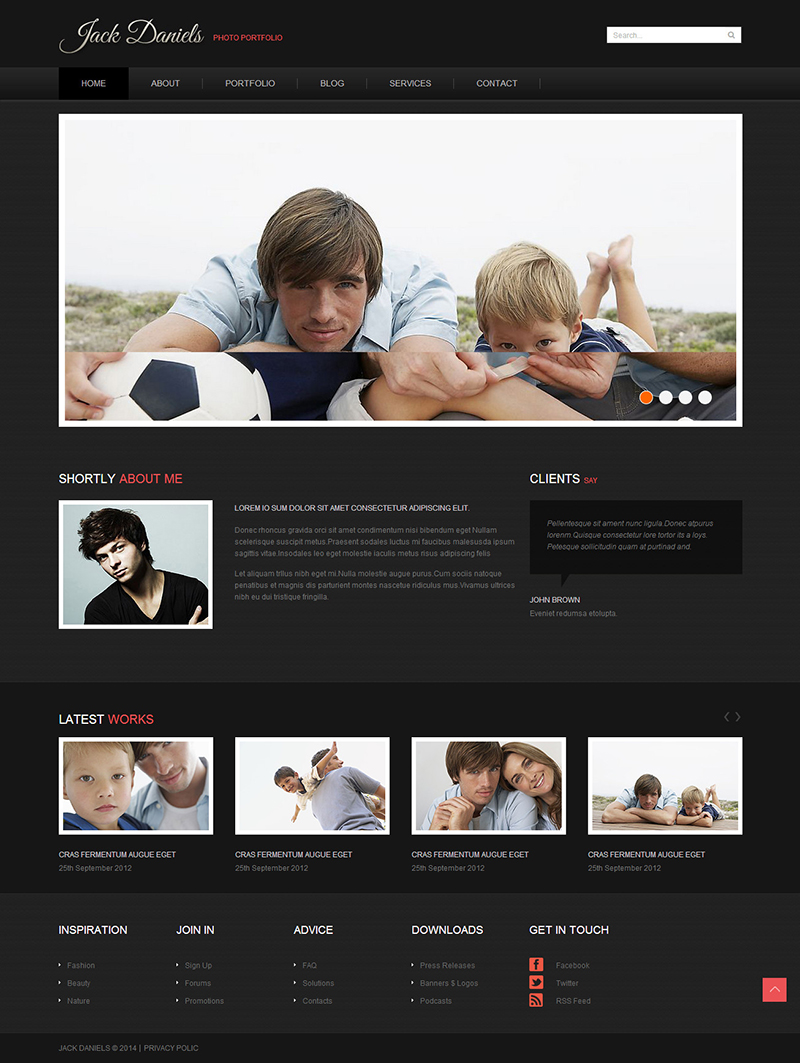 Jack Daniels PHOTO PORTFOLIO
Search...
HOME ABOUT PORTFOLIO BLOG SERVICES CONTACT
SHORTLY ABOUT ME
LOREM IO SUM DOLOR SIT AMET CONSECTETUR ADIPISCING ELIT.
Donec rhoncus gravida orci sit amet condimentum nisi bibendum eget.Nullam
scelerisque suscipit metus.Praesent sodales luctus mi faucibus malesusda ipsum
sagittis vitae.Insodales leo eget molestie iaculis metus risus adipiscing felis
Let aliquam trllus nibh eget mi.Nulla molestie augue purus.Cum sociis natoque
penatibus et magnis dis parturient montes nascetur ridiculus mus.Vivamus ultrices
nibh eu dui tristique fringilla.
CLIENTS SAY
Pellentesque sit ament nunc ligula.Donec atpurus
lorenm.Quisque consectetur lore tortor its a loys.
Petesque sollicitudin quam at purtinad and.
JOHN BROWN
Eveniet redumsa etolupta.
LATEST WORKS
CRAS FERMENTUM AUGUE EGET
25th September 2012
CRAS FERMENTUM AUGUE EGET
25th September 2012
CRAS FERMENTUM AUGUE EGET
25th September 2012
CRAS FERMENTUM AUGUE EGET
25th September 2012
INSPIRATION
Fashion
Beauty
Nature
JOIN IN
Sign Up
Forums
Promotions
ADVICE
FAQ
Solutions
Contacts
DOWNLOADS
Press Releases
Banners $ Logos
Podcasts
GET IN TOUCH
Facebook
Twitter
RSS Feed
JACK DANIELS © 2014 | PRIVACY POLIC